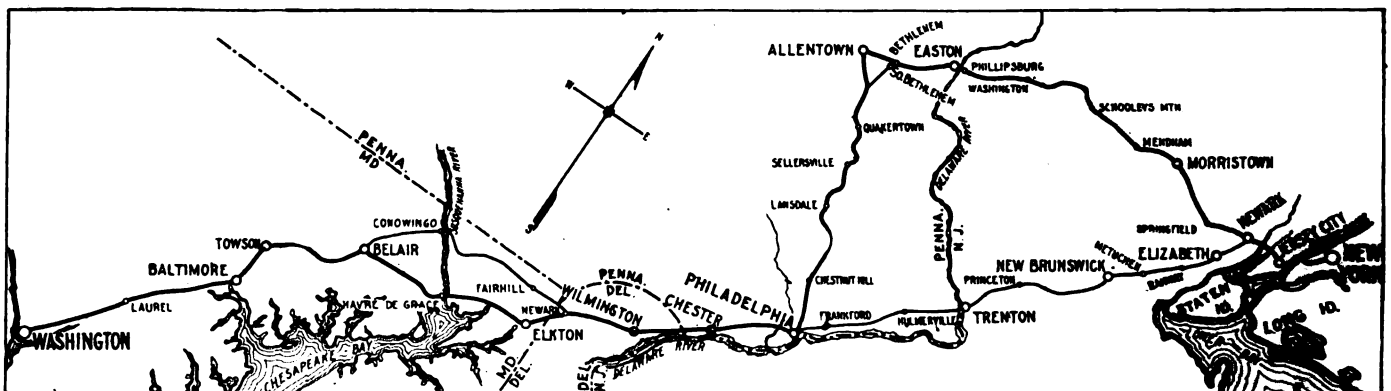 N
W
E
S
BETHLEHEM
ALLENTOWN
EASTON
PHILLIPSBURG
SO. BETHLEHEM
WASHINGTON
SCHOOLEYS MTN
QUAKERTOWN
DELAWARE RIVER
MENDHAM
PENNA.
MD
SELLERSVILLE
MORRISTOWN
LANSDALE
PENNA.
N.J.
NEWARK
SPRINGFIELD
JERSEY CITY
CONOWINGO
SUSQUEHANNA RIVER
TOWSON
BELAIR
METUCHEN
ELIZABETH
NEW
YORK
BALTIMORE
NEW BRUNSWICK
PENNA
DEL.
CHESTNUT HILL
PRINCETON
FAIRHILL
LAUREL
HAVRE DE GRACE
NEWARK
WILMINGTON
CHESTER
PHILADELPHIA
FRANKFORD
HULMERVILLE
TRENTON
STATEN
LONG
WASHINGTON
ELKTON
CHESAPEAKE BAY
DELAWARE RIVER
MD
DEL.
DEL
N.J.